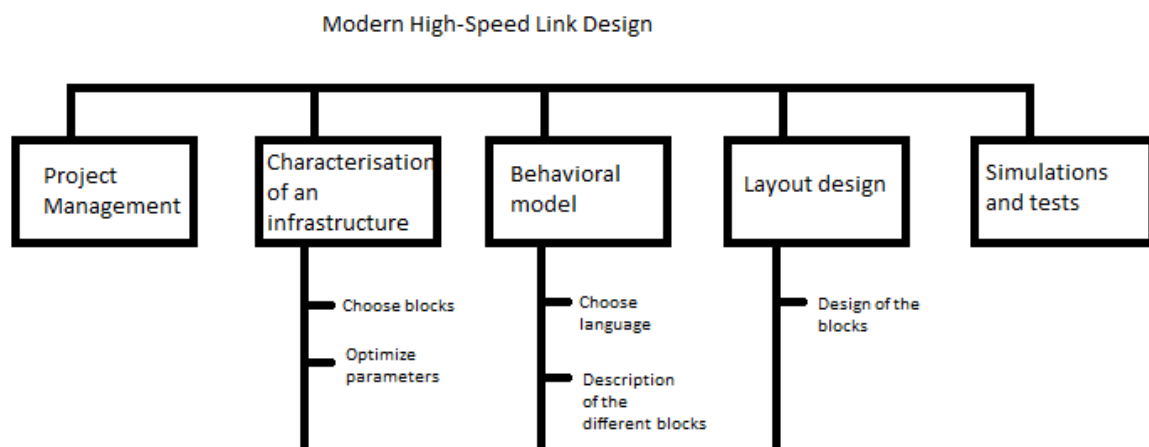 Modern High-Speed Link Design
Project
Management
Characterisation
of an
infrastructure
Behavioral
model
Layout design
Simulations
and tests
Choose blocks
Optimize
parameters
Choose
language
Description
of the
different blocks
Design of the
blocks